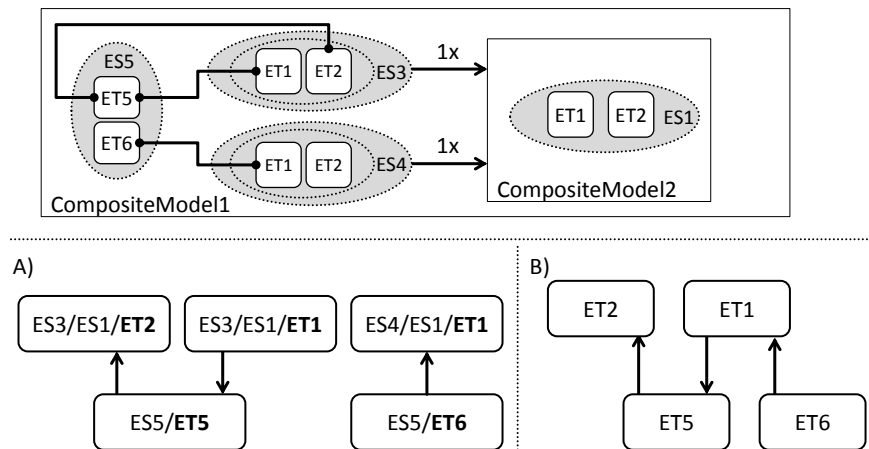 1x
ES5
ET1
ET2
ES3
ET5
ET1
ET2
ES1
ET6
1x
ET1
ET2
ES4
CompositeModel1
CompositeModel2
A)
B)
ES3/ES1/ET2
ES3/ES1/ET1
ES4/ES1/ET1
ET2
ET1
ES5/ET5
ES5/ET6
ET5
ET6